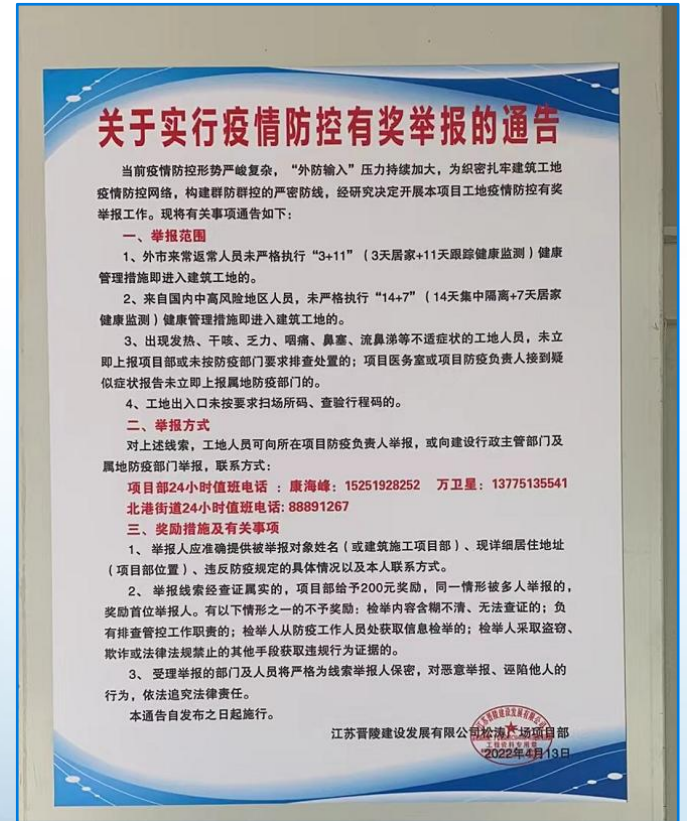 关于实行疫情防控有奖举报的通告
当前疫情防控形势严峻复杂，“外防输入”压力持续加大，为织密扎牢建筑工地
疫情防控网络，构建群防群控的严密防线，经研究决定开展本项目工地疫情防控有奖
举报工作。现将有关事项通告如下：
一、举报范围
1、外市来常返常人员未严格执行“3+11”（3天居家+11天跟踪健康监测）健康
管理措施即进入建筑工地的。
2、来自国内中高风险地区人员，未严格执行“14+7”（14天集中隔离+7天居家
健康监测）健康管理措施即进入建筑工地的。
3、出现发热、干咳、乏力、咽痛、鼻塞、流鼻涕等不适症状的工地人员，未立
即上报项目部或未按防疫部门要求排查处置的；项目医务室或项目防疫负责人接到疑
似症状报告未立即上报属地防疫部门的。
4、工地出入口未按要求扫场所码、查验行程码的。
二、举报方式
对上述线索，工地人员可向所在项目防疫负责人举报，或向建设行政主管部门及
属地防疫部门举报，联系方式：
项目部24小时值班电话 ：康海峰：15251928252 万卫星：13775135541
北港街道24小时值班电话：88891267
三、奖励措施及有关事项
1、 举报人应准确提供被举报对象姓名（或建筑施工项目部）、现详细居住地址
（项目部位置）、违反防疫规定的具体情况以及本人联系方式。
2、 举报线索经查证属实的，项目部给予200元奖励，同一情形被多人举报的，
奖励首位举报人。有以下情形之一的不予奖励：检举内容含糊不清、无法查证的；负
有排查管控工作职责的；检举人从防疫工作人员处获取信息检举的；检举人采取盗窃、
欺诈或法律法规禁止的其他手段获取违规行为证据的。
3、 受理举报的部门及人员将严格为线索举报人保密，对恶意举报、诬陷他人的
行为，依法追究法律责任。
本通告自发布之日起施行。
江苏晋陵建设发展有限公司松涛广场项目部
2022年4月13日